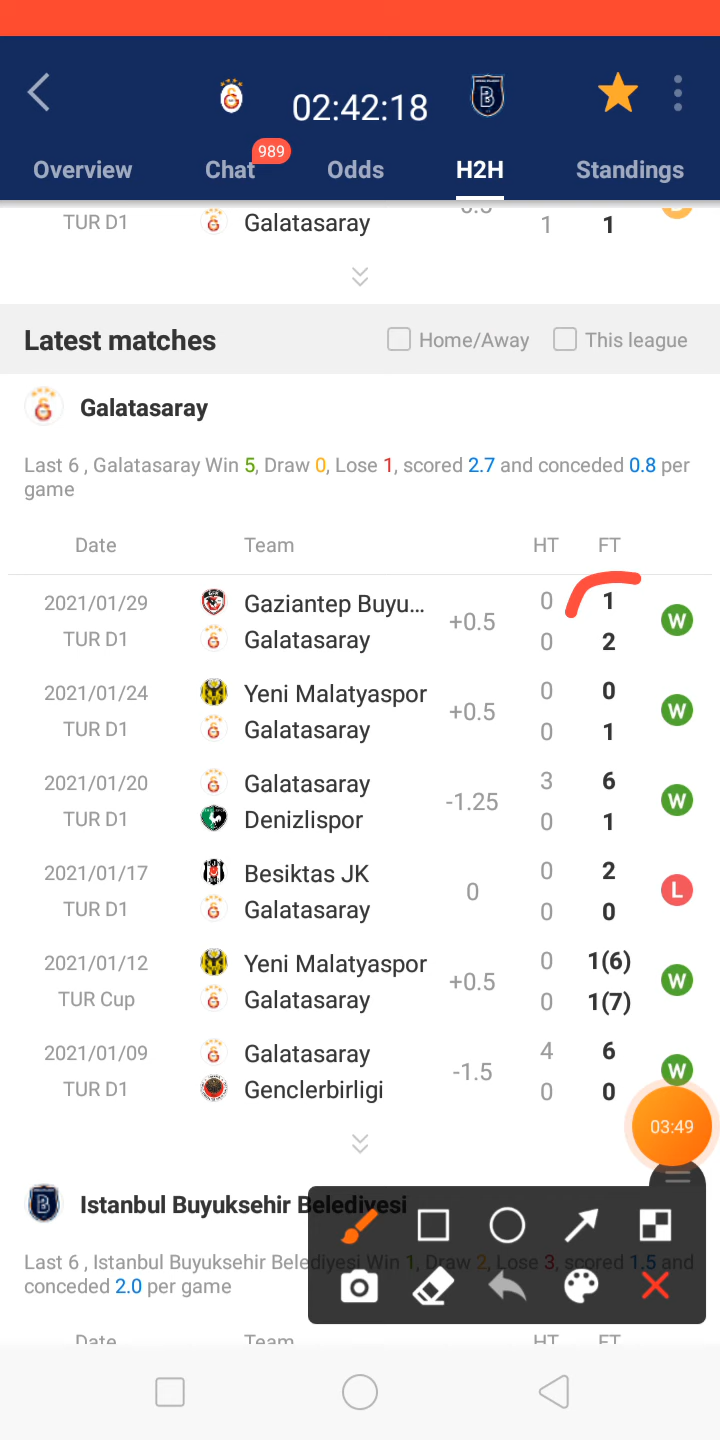 02:42:18
989
Overview Chat Odds H2H Standings
TUR D1 Galatasaray 1 1
Latest matches Home/Away This league
Galatasaray
Last 6 , Galatasaray Win 5, Draw 0, Lose 1, scored 2.7 and conceded 0.8 per
game
Date Team HT FT
2021/01/29 Gaziantep Buyu... 0 1
+0.5 W
TUR D1 Galatasaray 0 2
2021/01/24 Yeni Malatyaspor 0 0
+0.5 W
TUR D1 Galatasaray 0 1
2021/01/20 Galatasaray 3 6
-1.25 W
TUR D1 Denizlispor 0 1
2021/01/17 Besiktas JK 0 2
0 L
TUR D1 Galatasaray 0 0
2021/01/12 Yeni Malatyaspor 0 1(6)
+0.5 W
TUR Cup Galatasaray 0 1(7)
2021/01/09 Galatasaray 4 6
-1.5 W
TUR D1 Genclerbirligi 0 0
03:49
Istanbul Buyuksehir Belediyesi
Last 6 , Istanbul Buyuksehir Belediyesi Win 1, Draw 2, Lose 3, scored 1.5 and
conceded 2.0 per game
Date Team HT FT